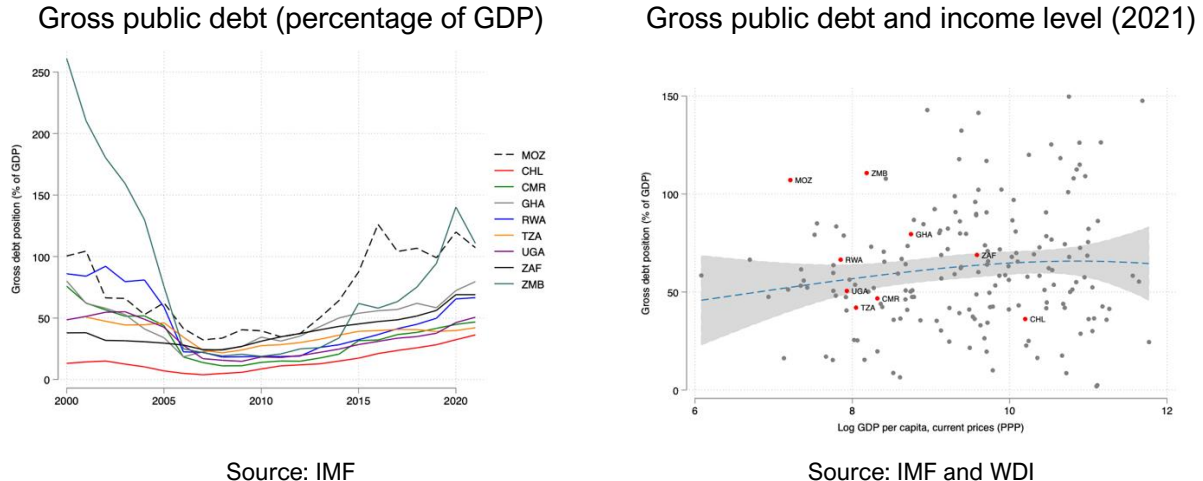 Gross public debt (percentage of GDP)
Gross debt position (% of GDP)
250
200
150
100
50
0
2000
2005
2010
2015
2020
MOZ
CHL
CMR
GHA
RWA
TZA
UGA
ZAF
ZMB
Source: IMF
Gross public debt and income level (2021)
Gross debt position (% of GDP)
150
100
50
0
MOZ
ZMB
GHA
RWA
ZAF
UGA
CMR
TZA
CHL
6
8
10
12
Log GDP per capita, current prices (PPP)
Source: IMF and WDI